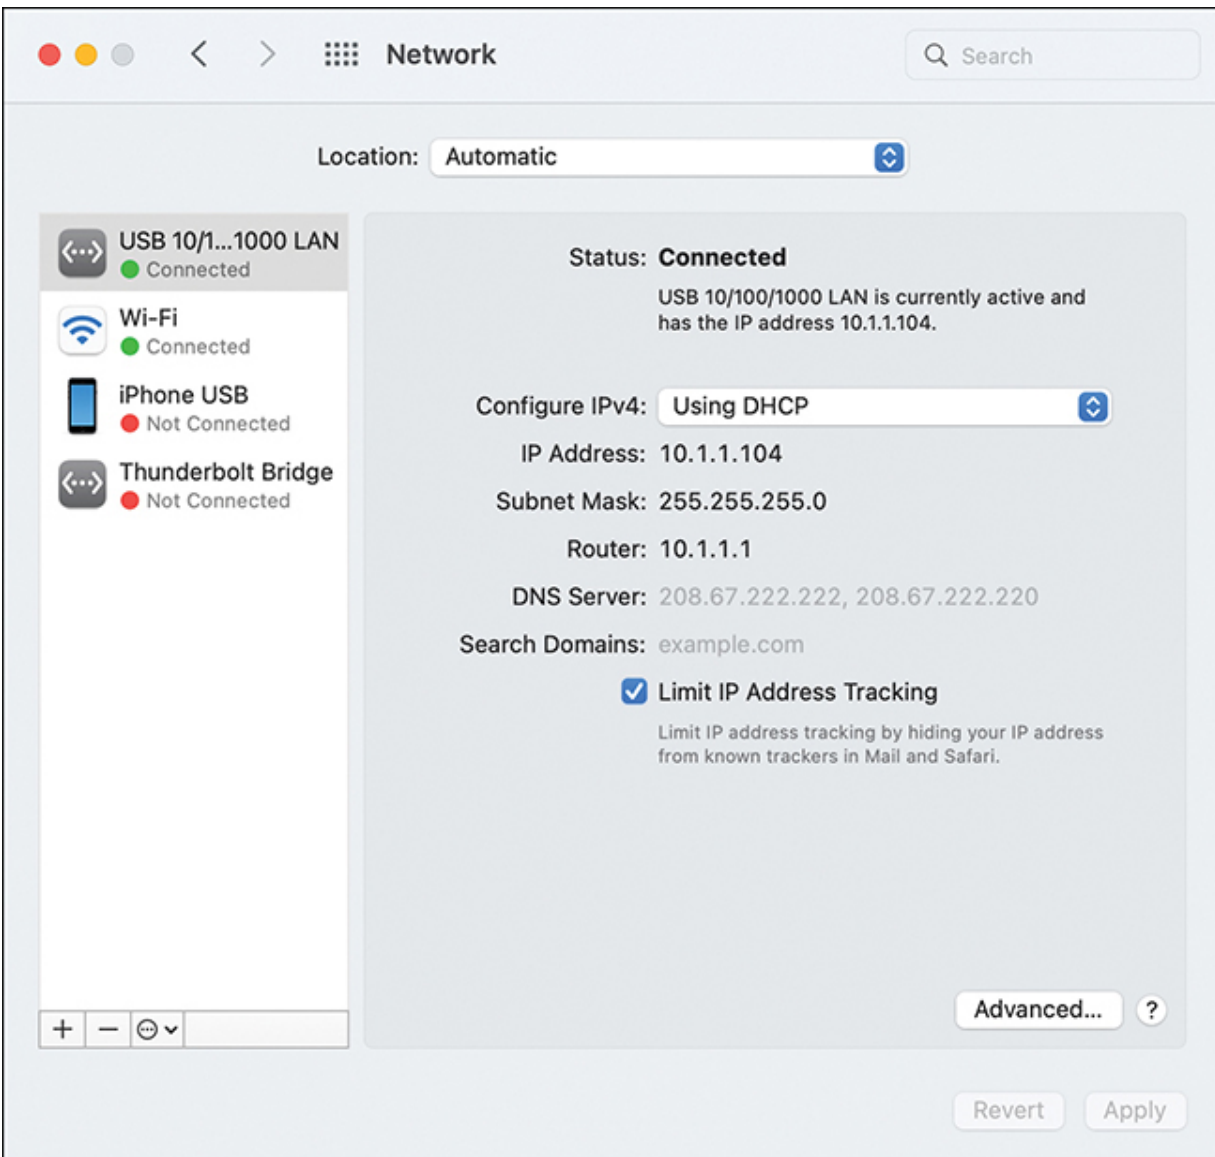 Network
Search
Location: Automatic
USB 10/1...1000 LAN
Connected
Wi-Fi
Connected
iPhone USB
Not Connected
Thunderbolt Bridge
Not Connected
Status: Connected
USB 10/100/1000 LAN is currently active and
has the IP address 10.1.1.104.
Configure IPv4: Using DHCP
IP Address: 10.1.1.104
Subnet Mask: 255.255.255.0
Router: 10.1.1.1
DNS Server: 208.67.222.222, 208.67.222.220
Search Domains: example.com
Limit IP Address Tracking
Limit IP address tracking by hiding your IP address
from known trackers in Mail and Safari.
Advanced... ?
Revert Apply